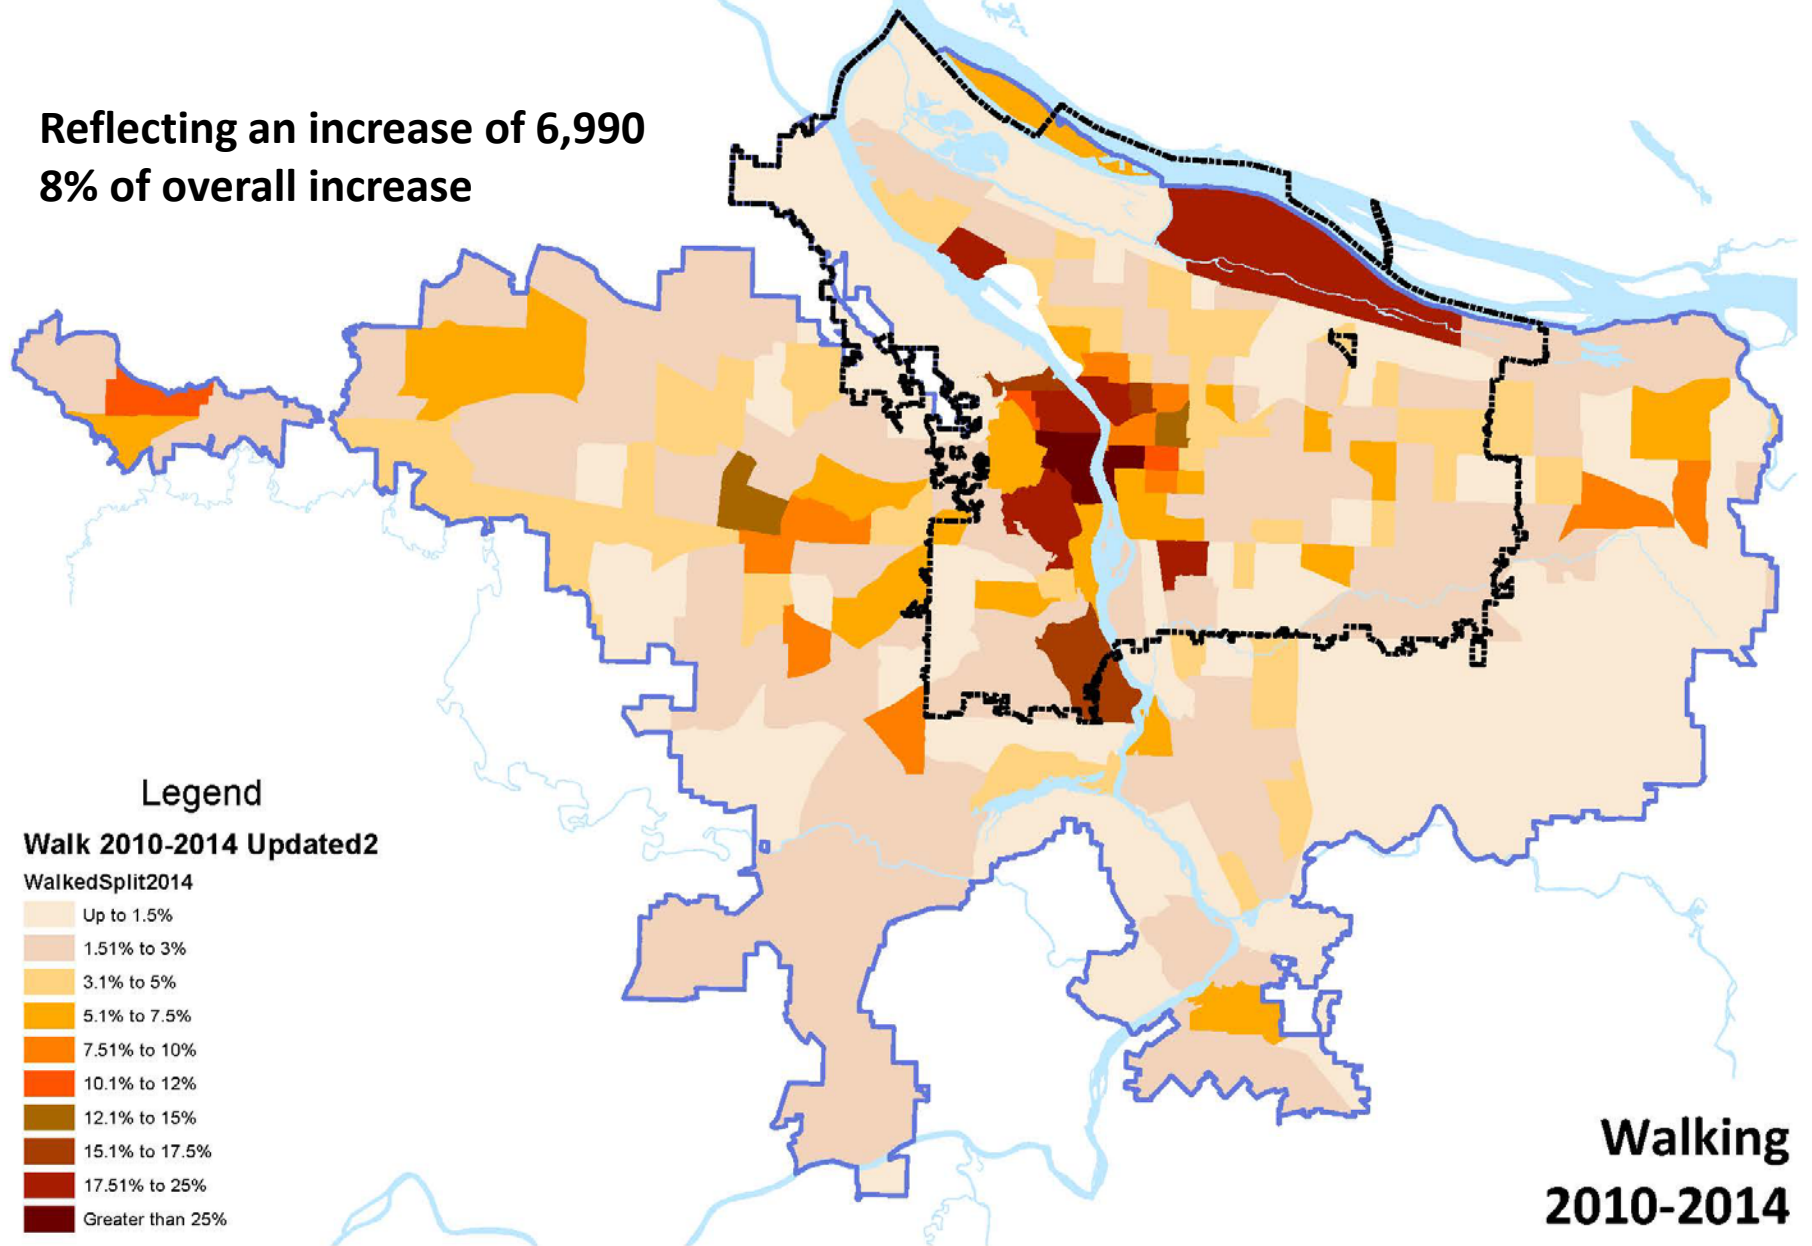 Reflecting an increase of 6,990
8% of overall increase
Legend
Walk 2010-2014 Updated2
WalkedSplit2014
Up to 1.5%
1.51% to 3%
3.1% to 5%
5.1% to 7.5%
7.51% to 10%
10.1% to 12%
12.1% to 15%
15.1% to 17.5%
17.51% to 25%
Greater than 25%
Walking
2010-2014